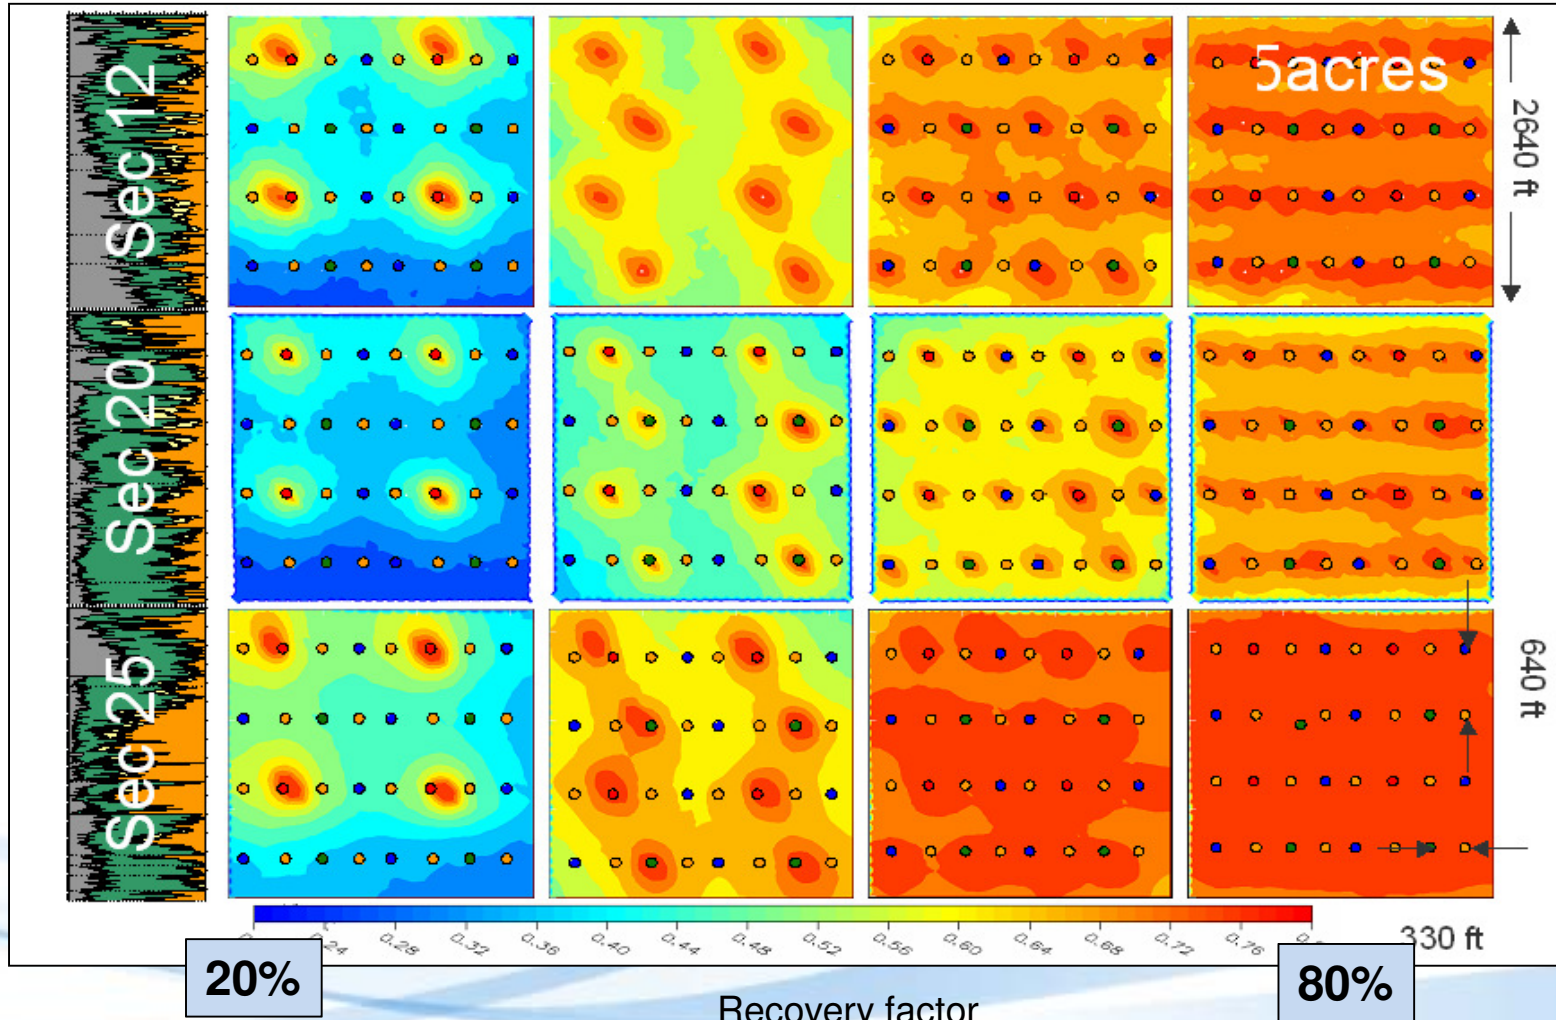 Sec 12
5acres
2640 ft
Sec 20
Sec 25
640 ft
0.24 0.28 0.32 0.36 0.40 0.44 0.48 0.52 0.56 0.60 0.64 0.68 0.72 0.76
330 ft
20%
80%
Recovery factor